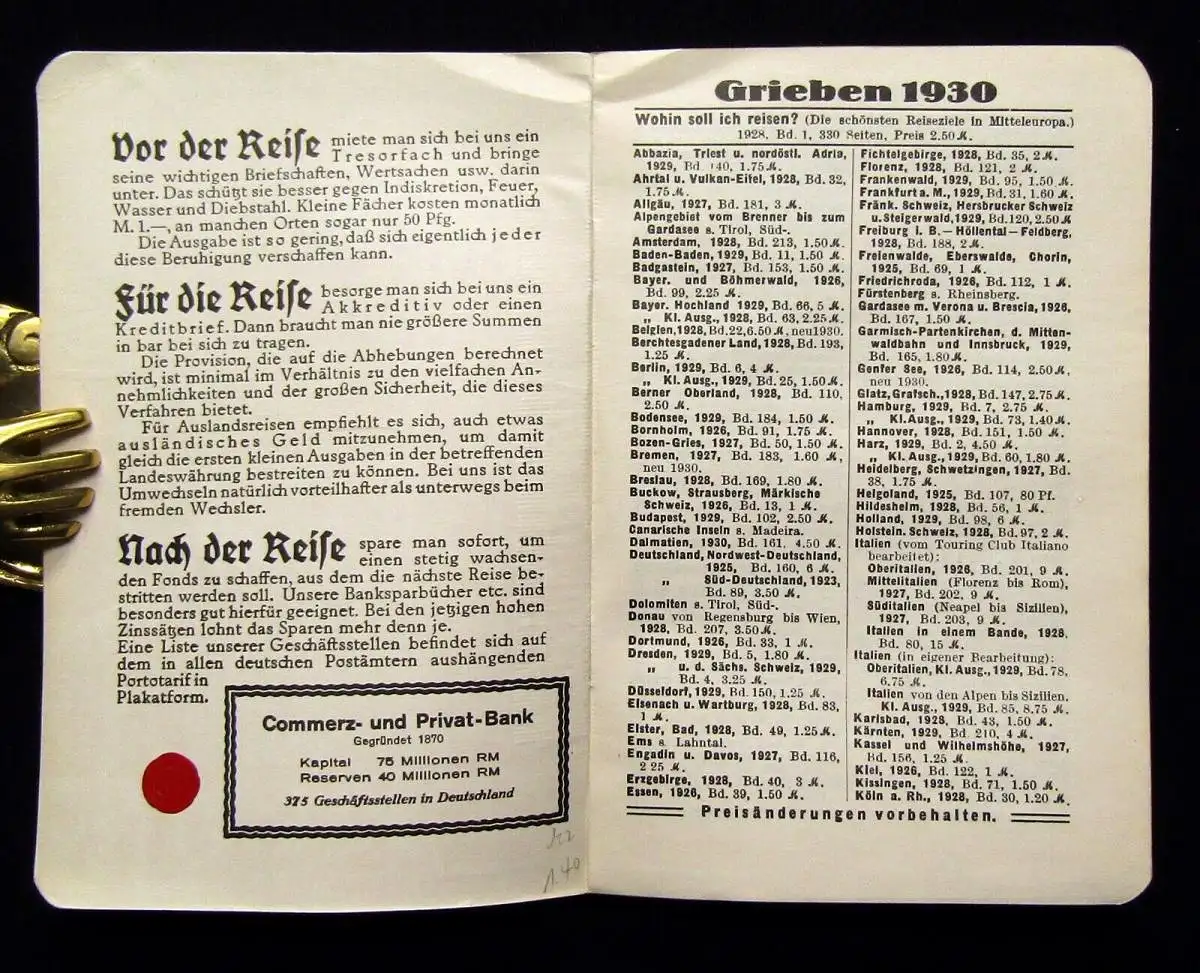 Vor der Reise miete man sich bei uns ein
Tresorfach und bringe
seine wichtigen Briefschaften, Wertsachen usw. darin
unter. Das schützt sie besser gegen Indiskretion, Feuer,
Wasser und Diebstahl. Kleine Fächer kosten monatlich
M. 1.—, an manchen Orten sogar nur 50 Pfg.
Die Ausgabe ist so gering, daß sich eigentlich jeder
diese Beruhigung verschaffen kann.
Für die Reise besorge man sich bei uns ein
Akkreditiv oder einen
Kreditbrief. Dann braucht man nie größere Summen
in bar bei sich zu tragen.
Die Provision, die auf die Abhebungen berechnet
wird, ist minimal im Verhältnis zu den vielfachen An-
nehmlichkeiten und der großen Sicherheit, die dieses
Verfahren bietet.
Für Auslandsreisen empfiehlt es sich, auch etwas
ausländisches Geld mitzunehmen, um damit
gleich die ersten kleinen Ausgaben in der betreffenden
Landeswährung bestreiten zu können. Bei uns ist das
Umwechseln natürlich vorteilhafter als unterwegs beim
fremden Wechsler.
Nach der Reise spare man sofort, um
einen stetig wachsen-
den Fonds zu schaffen, aus dem die nächste Reise be-
stritten werden soll. Unsere Banksparbücher etc. sind
besonders gut hierfür geeignet. Bei den jetzigen hohen
Zinssätzen lohnt das Sparen mehr denn je.
Eine Liste unserer Geschäftsstellen befindet sich auf
dem in allen deutschen Postämtern aushängenden
Portotarif in
Plakatform.
Commerz- und Privat-Bank
Gegründet 1870
Kapital 75 Millionen RM
Reserven 40 Millionen RM
375 Geschäftsstellen in Deutschland
1.40
Grieben 1930
Wohin soll ich reisen? (Die schönsten Reiseziele in Mitteleuropa.)
1928. Bd. 1, 330 Seiten, Preis 2.50 ℳ.
Abbazia, Triest u. nordöstl. Adria,
1929, Bd. 140, 1.75 ℳ.
Ahrtal u. Vulkan-Eifel, 1928, Bd. 32,
1.75 ℳ.
Allgäu, 1927, Bd. 181, 3 ℳ.
Alpengebiet vom Brenner bis zum
Gardasee s. Tirol, Süd-.
Amsterdam, 1928, Bd. 213, 1.50 ℳ.
Baden-Baden, 1929, Bd. 11, 1.50 ℳ.
Badgastein, 1927, Bd. 153, 1.50 ℳ.
Bayer. und Böhmerwald, 1926,
Bd. 99, 2.25 ℳ.
Bayer. Hochland 1929, Bd. 66, 5 ℳ.
„ Kl. Ausg., 1928, Bd. 63, 2.25 ℳ.
Belgien, 1928, Bd. 22, 6.50 ℳ, neu 1930.
Berchtesgadener Land, 1928, Bd. 193,
1.25 ℳ.
Berlin, 1929, Bd. 6, 4 ℳ.
„ Kl. Ausg., 1929, Bd. 25, 1.50 ℳ.
Berner Oberland, 1928, Bd. 110,
2.50 ℳ.
Bodensee, 1929, Bd. 184, 1.50 ℳ.
Bornholm, 1926, Bd. 91, 1.75 ℳ.
Bozen-Gries, 1927, Bd. 50, 1.50 ℳ.
Bremen, 1927, Bd. 183, 1.60 ℳ,
neu 1930.
Breslau, 1928, Bd. 169, 1.80 ℳ.
Buckow, Strausberg, Märkische
Schweiz, 1926, Bd. 13, 1 ℳ.
Budapest, 1929, Bd. 102, 2.50 ℳ.
Canarische Inseln s. Madeira.
Dalmatien, 1930, Bd. 161, 4.50 ℳ.
Deutschland, Nordwest-Deutschland,
1925, Bd. 160, 6 ℳ.
„ Süd-Deutschland, 1923,
Bd. 89, 3.50 ℳ.
Dolomiten s. Tirol, Süd-.
Donau von Regensburg bis Wien,
1928, Bd. 207, 3.50 ℳ.
Dortmund, 1926, Bd. 33, 1 ℳ.
Dresden, 1929, Bd. 5, 1.80 ℳ.
„ u. d. Sächs. Schweiz, 1929,
Bd. 4, 3.25 ℳ.
Düsseldorf, 1929, Bd. 150, 1.25 ℳ.
Eisenach u. Wartburg, 1928, Bd. 83,
1 ℳ.
Elster, Bad, 1928, Bd. 49, 1.25 ℳ.
Ems s. Lahntal.
Engadin u. Davos, 1927, Bd. 116,
2 25 ℳ.
Erzgebirge, 1928, Bd. 40, 3 ℳ.
Essen, 1926, Bd. 39, 1.50 ℳ.
Fichtelgebirge, 1928, Bd. 35, 2 ℳ.
Florenz, 1928, Bd. 121, 2 ℳ.
Frankenwald, 1929, Bd. 95, 1.50 ℳ.
Frankfurt a. M., 1929, Bd. 31, 1.60 ℳ.
Fränk. Schweiz, Hersbrucker Schweiz
u. Steigerwald, 1929, Bd. 120, 2.50 ℳ
Freiburg i. B. — Höllental — Feldberg,
1928, Bd. 188, 2 ℳ.
Freienwalde, Eberswalde, Chorin,
1925, Bd. 69, 1 ℳ.
Friedrichroda, 1926, Bd. 112, 1 ℳ.
Fürstenberg s. Rheinsberg.
Gardasee m. Verona u. Brescia, 1926,
Bd. 167, 1.50 ℳ.
Garmisch-Partenkirchen, d. Mitten-
waldbahn und Innsbruck, 1929,
Bd. 165, 1.80 ℳ.
Genfer See, 1926, Bd. 114, 2.50 ℳ,
neu 1930.
Glatz, Grafsch., 1928, Bd. 147, 2.75 ℳ.
Hamburg, 1929, Bd. 7, 2.75 ℳ.
„ Kl. Ausg., 1929, Bd. 73, 1.40 ℳ.
Hannover, 1928, Bd. 151, 1.50 ℳ.
Harz, 1929, Bd. 2, 4.50 ℳ.
„ Kl. Ausg., 1929, Bd. 60, 1.80 ℳ.
Heidelberg, Schwetzingen, 1927, Bd.
38, 1.75 ℳ.
Helgoland, 1925, Bd. 107, 80 Pf.
Hildesheim, 1928, Bd. 56, 1 ℳ.
Holland, 1929, Bd. 98, 6 ℳ.
Holstein. Schweiz, 1928, Bd. 97, 2 ℳ.
Italien (vom Touring Club Italiano
bearbeitet):
Oberitalien, 1926, Bd. 201, 9 ℳ.
Mittelitalien (Florenz bis Rom),
1927, Bd. 202, 9 ℳ.
Süditalien (Neapel bis Sizilien),
1927, Bd. 203, 9 ℳ.
Italien in einem Bande, 1928,
Bd. 80, 15 ℳ.
Italien (in eigener Bearbeitung):
Oberitalien, Kl. Ausg., 1929, Bd. 78,
6.75 ℳ.
Italien von den Alpen bis Sizilien.
Kl. Ausg., 1929, Bd. 85, 8.75 ℳ.
Karlsbad, 1928, Bd. 43, 1.50 ℳ.
Kärnten, 1929, Bd. 210, 4 ℳ.
Kassel und Wilhelmshöhe, 1927,
Bd. 156, 1.25 ℳ.
Kiel, 1926, Bd. 122, 1 ℳ.
Kissingen, 1928, Bd. 71, 1.50 ℳ.
Köln a. Rh., 1928, Bd. 30, 1.20 ℳ.
Preisänderungen vorbehalten.